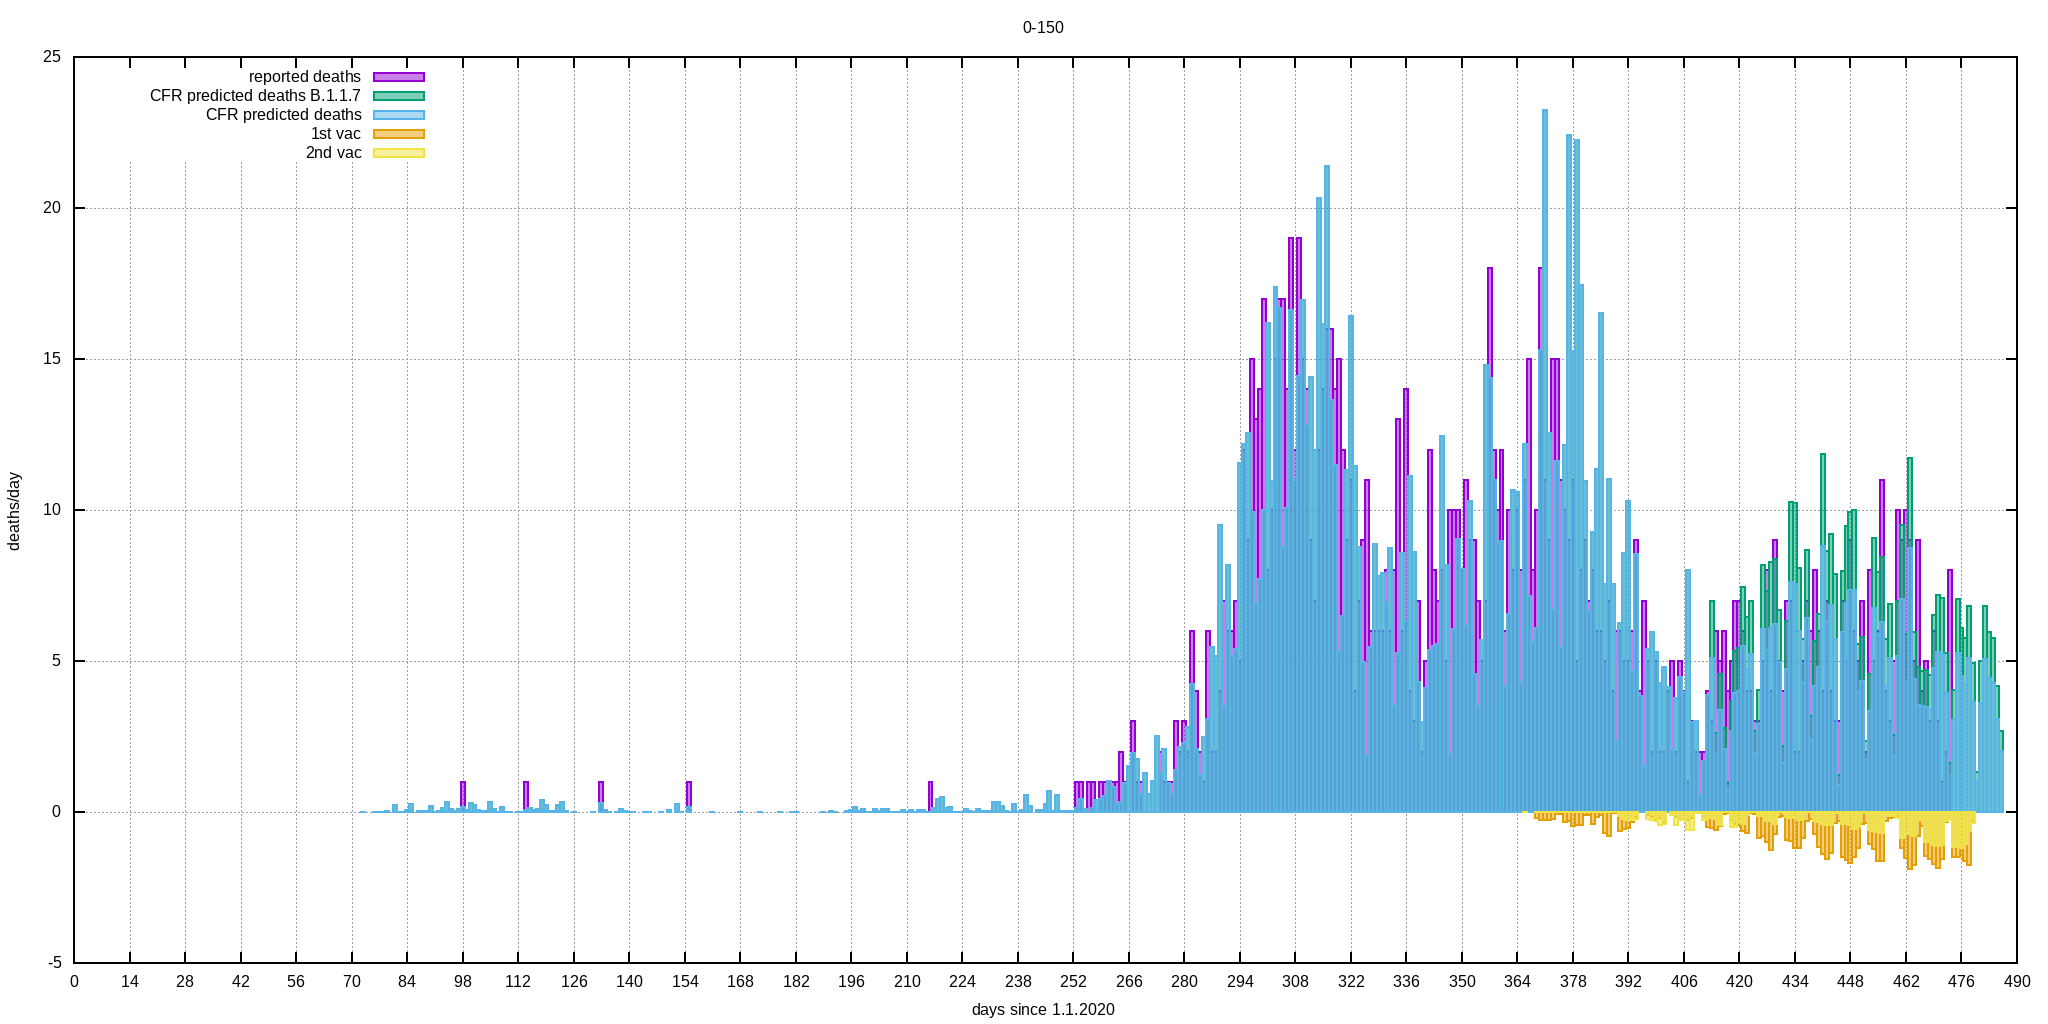 0-150
25
20
15
10
5
0
-5
deaths/day
reported deaths
CFR predicted deaths B.1.1.7
CFR predicted deaths
1st vac
2nd vac
0 14 28 42 56 70 84 98 112 126 140 154 168 182 196 210 224 238 252 266 280 294 308 322 336 350 364 378 392 406 420 434 448 462 476 490
days since 1.1.2020